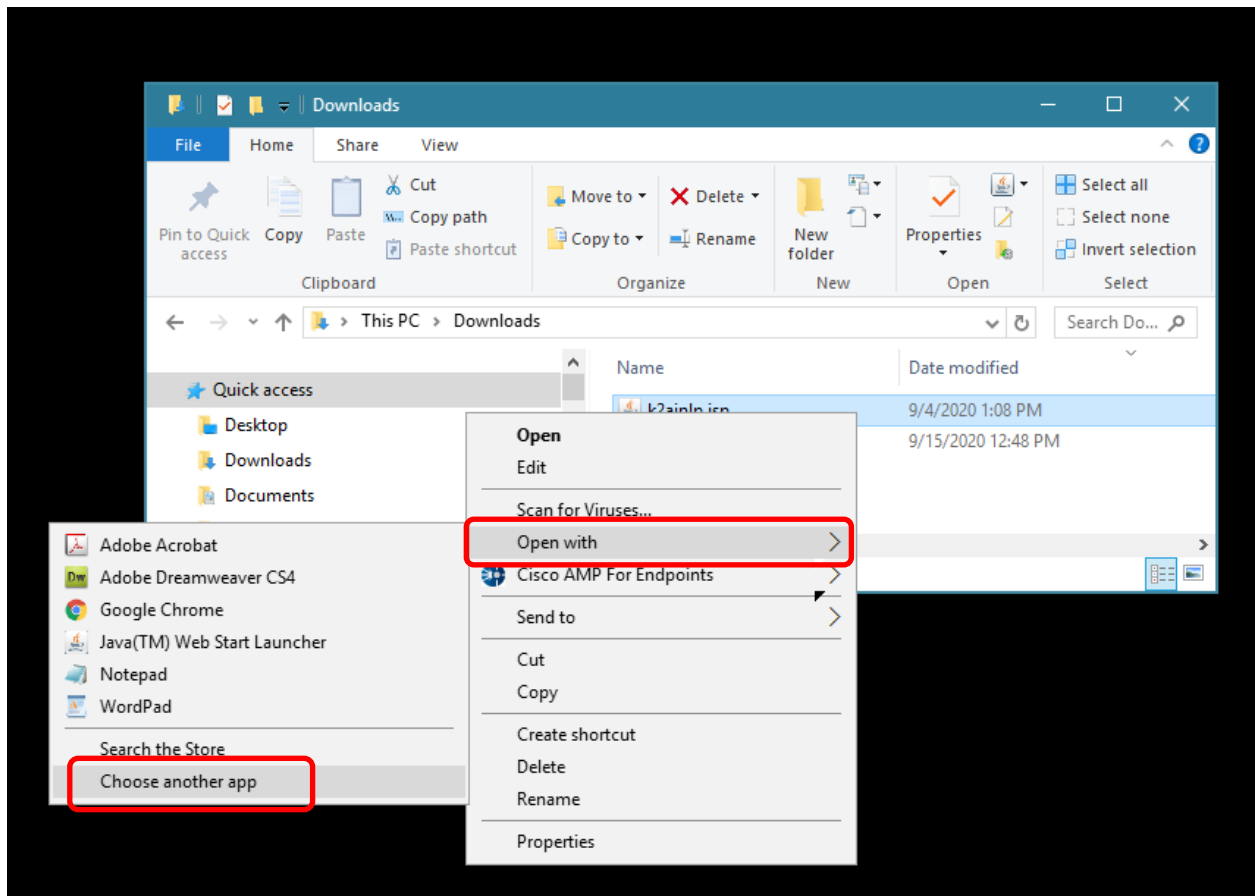 Downloads
File Home Share View
Pin to Quick access
Copy
Paste
Cut
Copy path
Paste shortcut
Clipboard
Move to
Copy to
Delete
Rename
Organize
New folder
New
Properties
Open
Select all
Select none
Invert selection
Select
This PC > Downloads
Search Do...
Name Date modified
Quick access
Desktop
Downloads
Documents
9/4/2020 1:08 PM
9/15/2020 12:48 PM
Open
Edit
Scan for Viruses...
Open with
Cisco AMP For Endpoints
Send to
Cut
Copy
Create shortcut
Delete
Rename
Properties
Adobe Acrobat
Dw Adobe Dreamweaver CS4
Google Chrome
Java(TM) Web Start Launcher
Notepad
WordPad
Search the Store
Choose another app